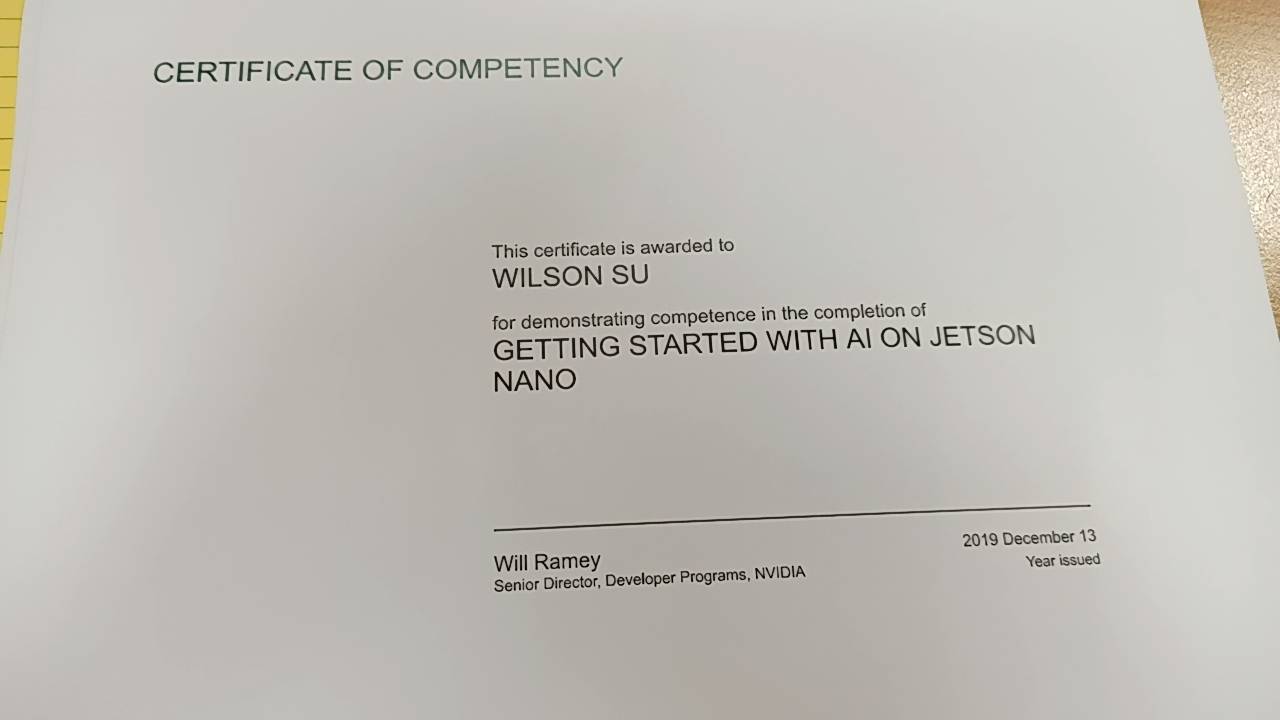 CERTIFICATE OF COMPETENCY
This certificate is awarded to
WILSON SU
for demonstrating competence in the completion of
GETTING STARTED WITH AI ON JETSON
NANO
Will Ramey
Senior Director, Developer Programs, NVIDIA
2019 December 13
Year issued